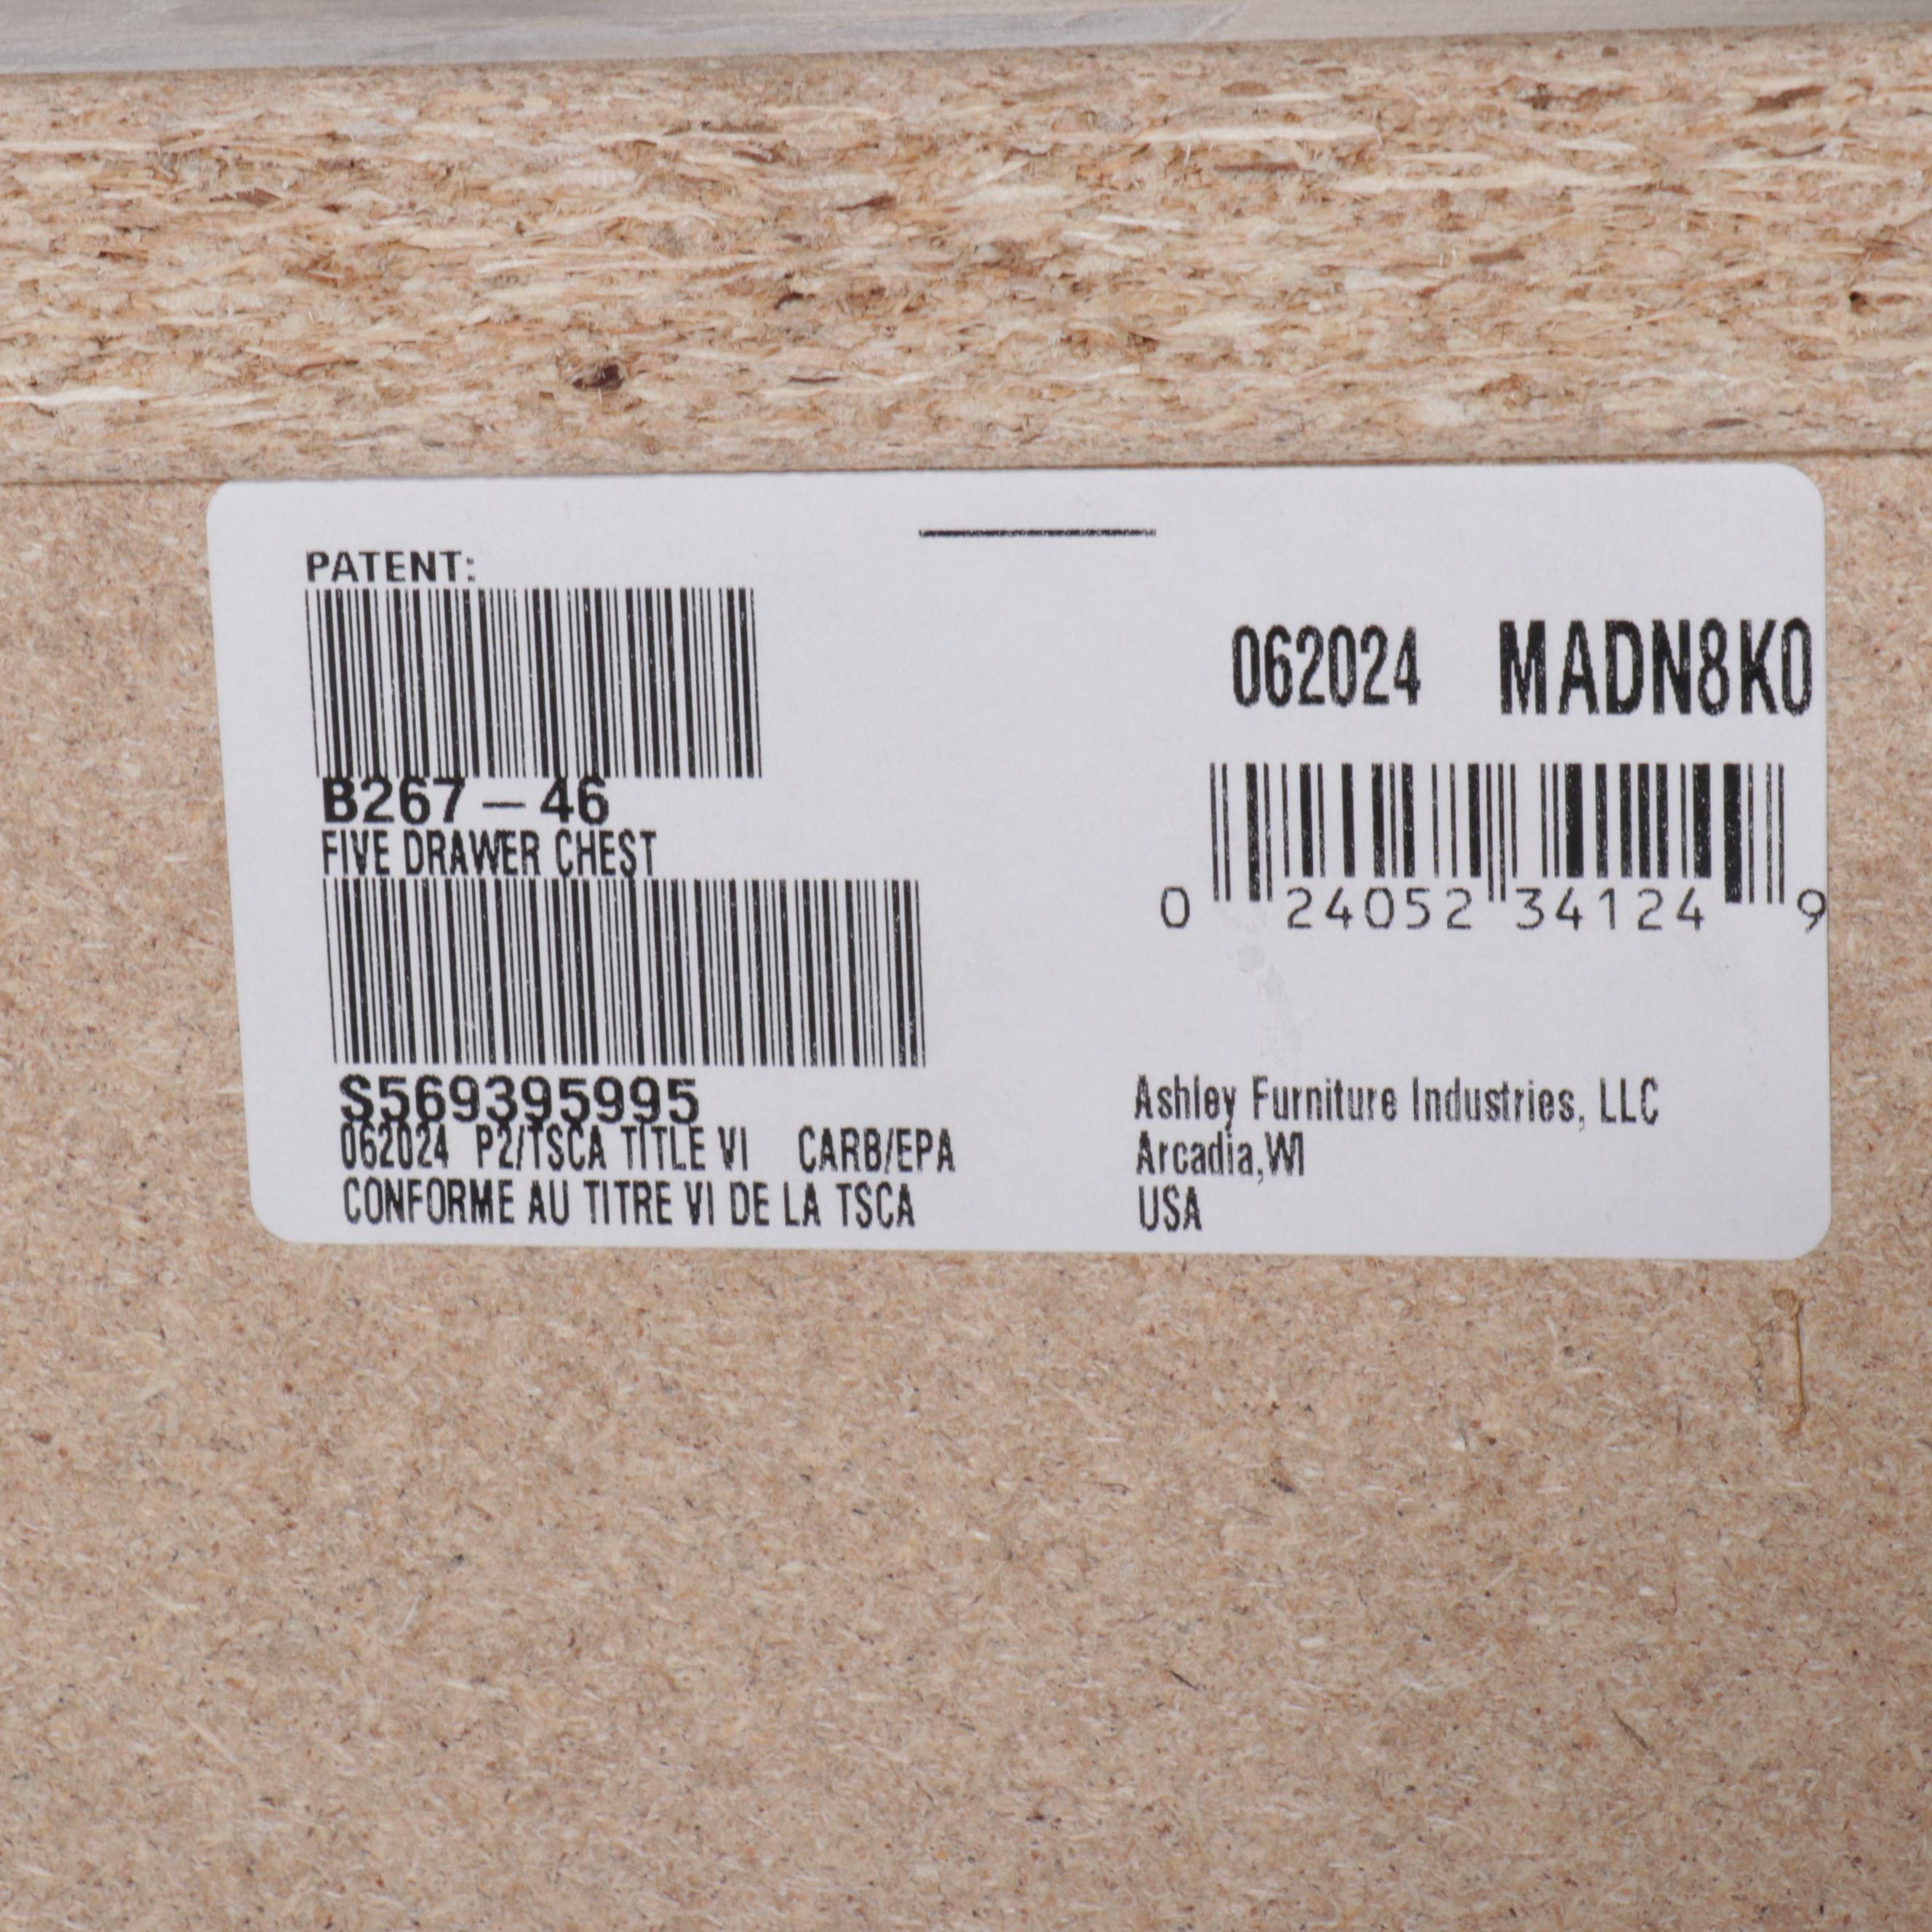 PATENT:
B267-46
FIVE DRAWER CHEST
S569395995
062024 P2/TSCA TITLE VI CARB/EPA
CONFORME AU TITRE VI DE LA TSCA
062024 MADN8K0
0 24052 34124 9
Ashley Furniture Industries, LLC
Arcadia,WI
USA